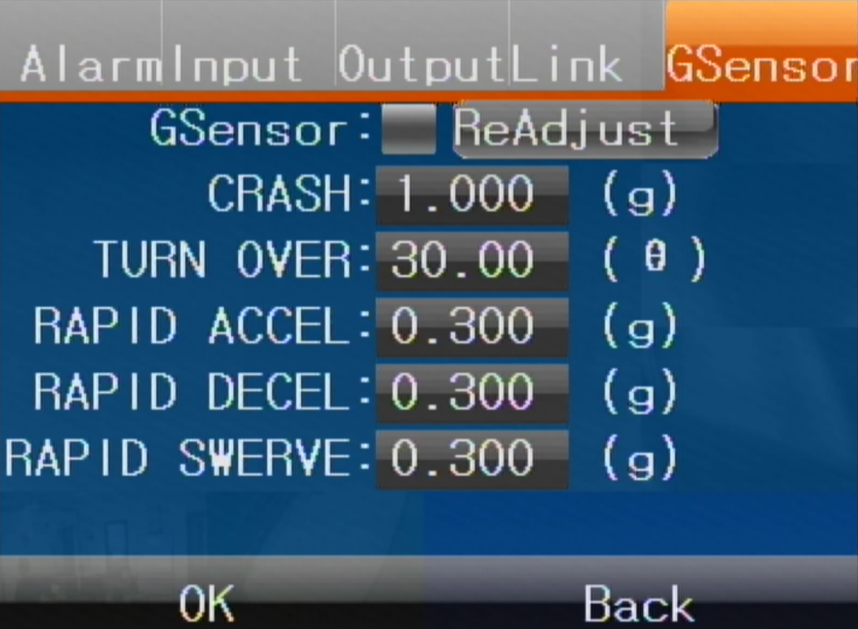 AlarmInput OutputLink GSensor
GSensor: ReAdjust
CRASH: 1.000 (g)
TURN OVER: 30.00 (θ)
RAPID ACCEL: 0.300 (g)
RAPID DECEL: 0.300 (g)
RAPID SWERVE: 0.300 (g)
OK Back